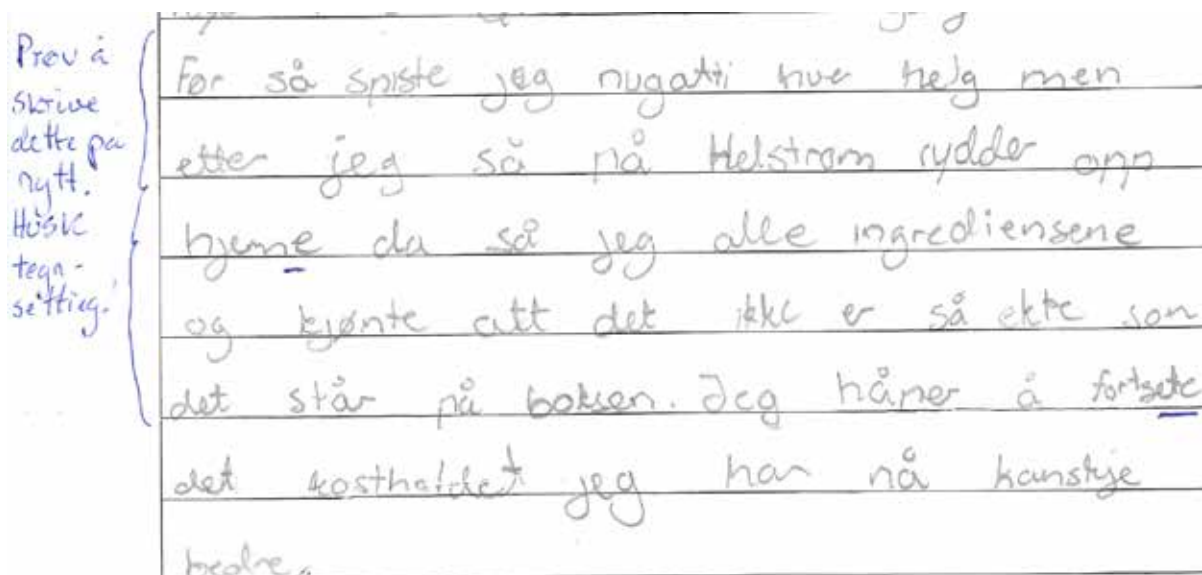 Prøv å
skrive
dette på
nytt.
Husk
tegn-
setting!
Før så spiste jeg nugatti hve helg men
etter jeg så på Helstrøm rydder opp
hjemne da så jeg alle ingrediensene
og kjønte att det ikke er så ekte som
det står på boksen. Jeg håper å fortsete
det kostholdet jeg har nå kanskje
bedre.